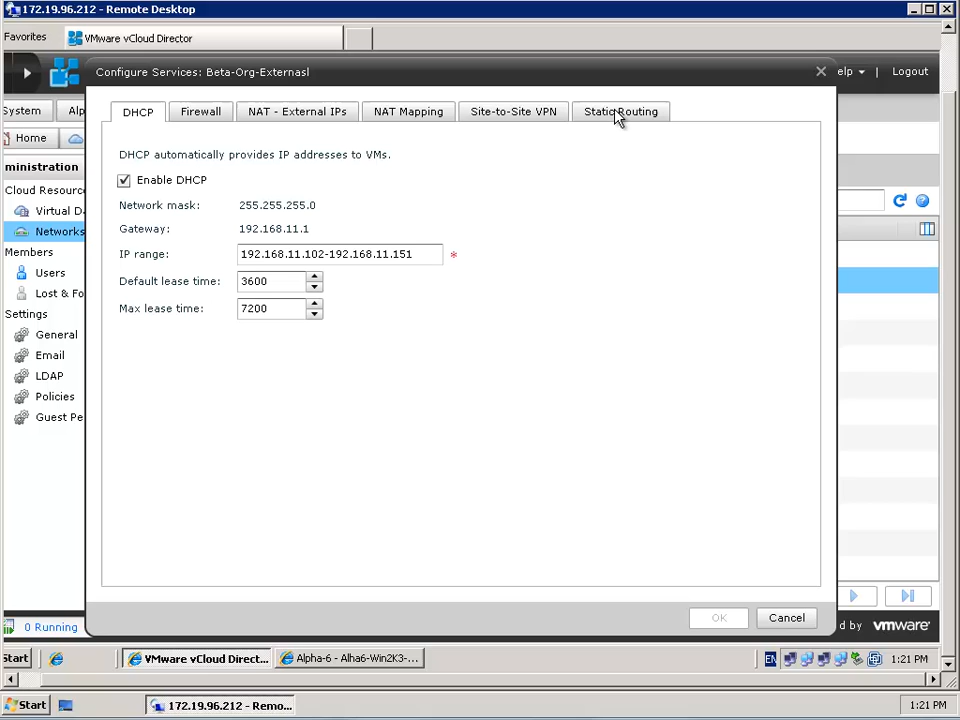 172.19.96.212 - Remote Desktop
Favorites
VMware vCloud Director
Configure Services: Beta-Org-Externasl
elp
Logout
System
Alp
DHCP
Firewall
NAT - External IPs
NAT Mapping
Site-to-Site VPN
Static Routing
Home
ministration
DHCP automatically provides IP addresses to VMs.
Cloud Resourc
Enable DHCP
Virtual D
Network mask: 255.255.255.0
Networks
Gateway: 192.168.11.1
Members
IP range: 192.168.11.102-192.168.11.151 *
Users
Default lease time: 3600
Lost & Fo
Max lease time: 7200
Settings
General
Email
LDAP
Policies
Guest Pe
OK
Cancel
0 Running
d by vmware
Start
VMware vCloud Direct...
Alpha-6 - Alha6-Win2K3-...
EN
1:21 PM
Start
172.19.96.212 - Remo...
1:21 PM